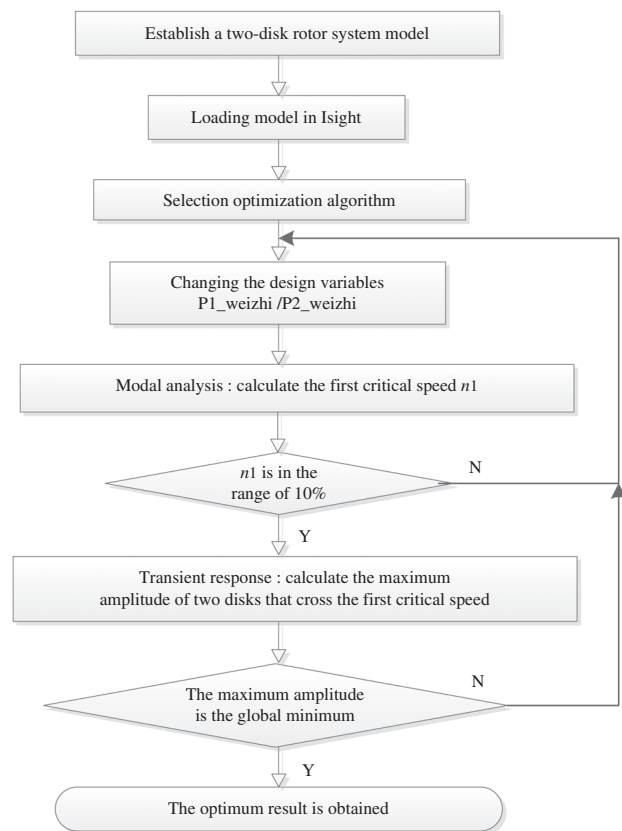 Establish a two-disk rotor system model
Loading model in Isight
Selection optimization algorithm
Changing the design variables
P1_weizhi /P2_weizhi
Modal analysis : calculate the first critical speed n1
n1 is in the
range of 10%
N
Y
Transient response : calculate the maximum
amplitude of two disks that cross the first critical speed
The maximum amplitude
is the global minimum
N
Y
The optimum result is obtained